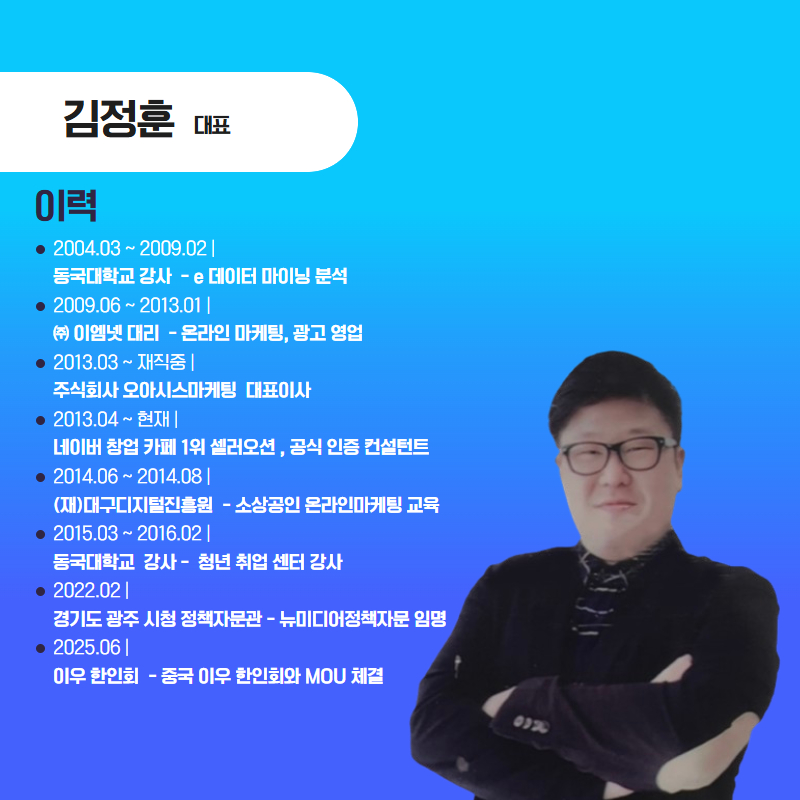 김정훈 대표
이력
● 2004.03 ~ 2009.02 |
동국대학교 강사 - e 데이터 마이닝 분석
● 2009.06 ~ 2013.01 |
㈜ 이엠넷 대리 - 온라인 마케팅, 광고 영업
● 2013.03 ~ 재직중 |
주식회사 오아시스마케팅 대표이사
● 2013.04 ~ 현재 |
네이버 창업 카페 1위 셀러오션 , 공식 인증 컨설턴트
● 2014.06 ~ 2014.08 |
(재)대구디지털진흥원 - 소상공인 온라인마케팅 교육
● 2015.03 ~ 2016.02 |
동국대학교 강사 - 청년 취업 센터 강사
● 2022.02 |
경기도 광주 시청 정책자문관 - 뉴미디어정책자문 임명
● 2025.06 |
이우 한인회 - 중국 이우 한인회와 MOU 체결